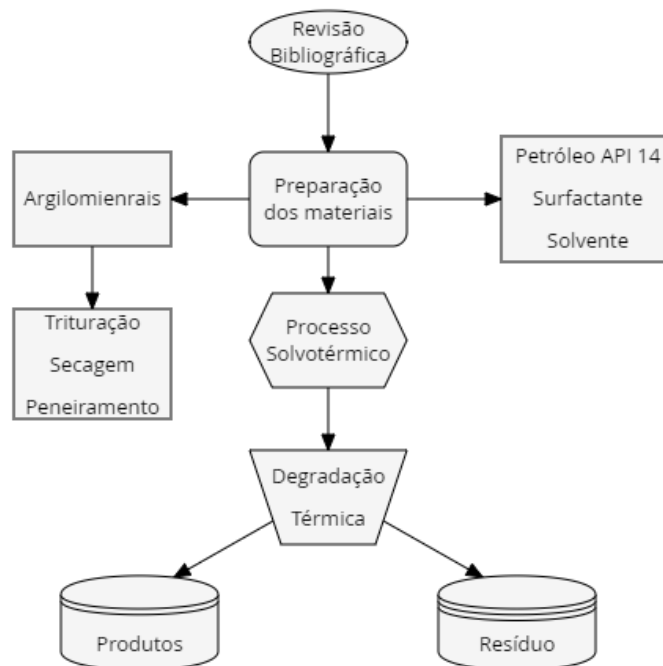 Revisão
Bibliográfica
Argilomienrais
Preparação
dos materiais
Petróleo API 14
Surfactante
Solvente
Trituração
Secagem
Peneiramento
Processo
Solvotérmico
Degradação
Térmica
Produtos
Resíduo